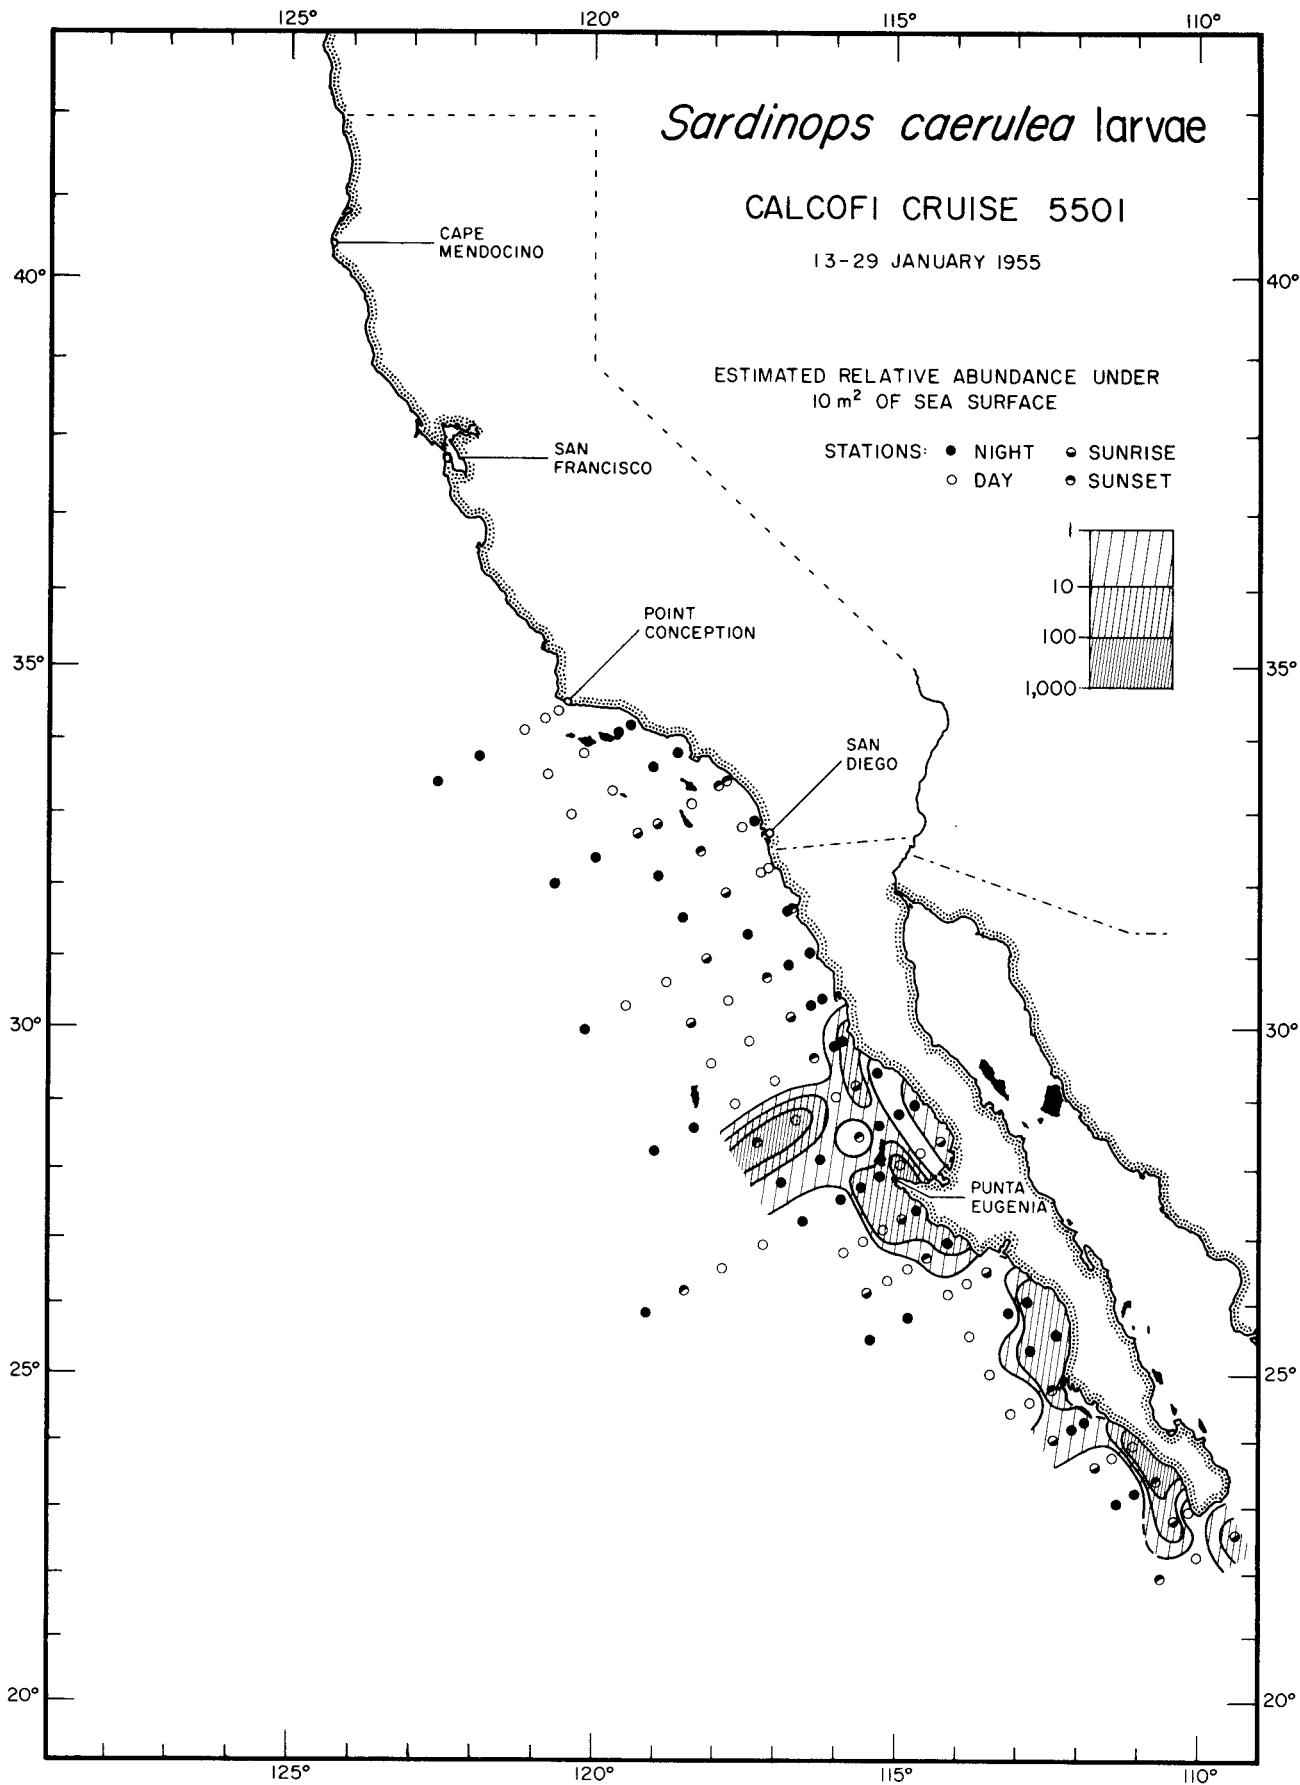 125° 120° 115° 110°
Sardinops caerulea larvae
CALCOFI CRUISE 5501
13-29 JANUARY 1955
CAPE
MENDOCINO
40° 40°
ESTIMATED RELATIVE ABUNDANCE UNDER
10 m² OF SEA SURFACE
STATIONS: NIGHT SUNRISE
DAY SUNSET
SAN
FRANCISCO
1
10
100
1,000
POINT
CONCEPTION
35° 35°
SAN
DIEGO
30° 30°
PUNTA
EUGENIA
25° 25°
20° 20°
125° 120° 115° 110°